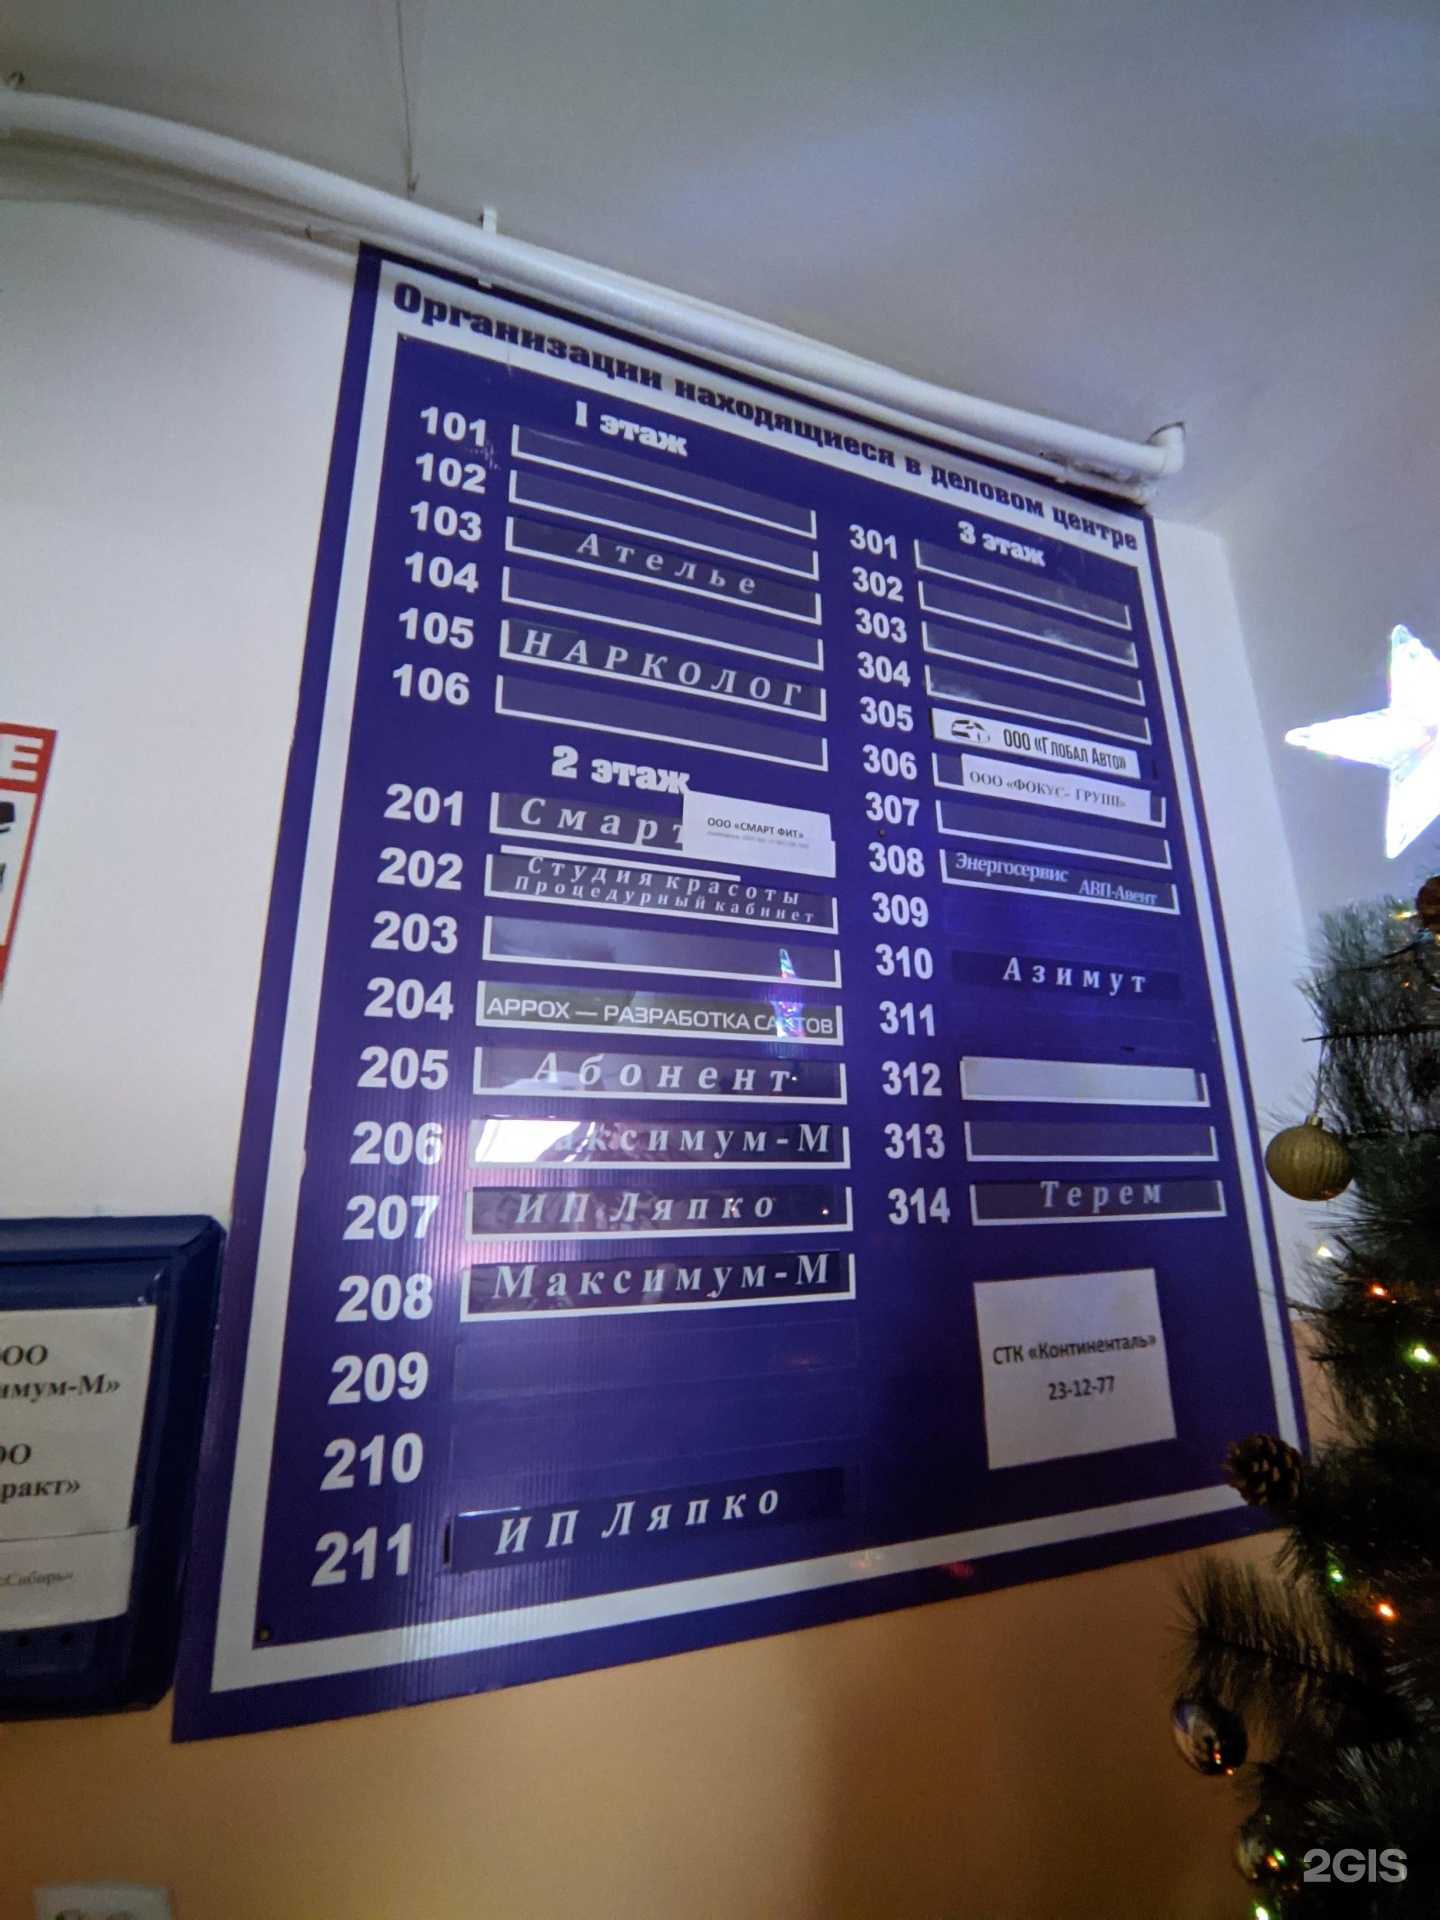 Организации находящиеся в деловом центре
1 этаж
101
102
103 Ателье
104
105 НАРКОЛОГ
106
2 этаж
201 Смарт
ООО «СМАРТ ФИТ»
202 Студия красоты
Процедурный кабинет
203
204 APPOX — РАЗРАБОТКА САЙТОВ
205 Абонент
206 Максимум-М
207 ИП Ляпко
208 Максимум-М
209
210
211 ИП Ляпко
3 этаж
301
302
303
304
305 ООО «Глобал Авто»
306 ООО «ФОКУС- ГРУПП»
307
308 Энергосервис
АВП-Авент
309
310 Азимут
311
312
313
314 Терем
СТК «Континенталь»
23-12-77
Е
ООО
имум-М»
ОО
ракт»
«Сибирь»
2GIS